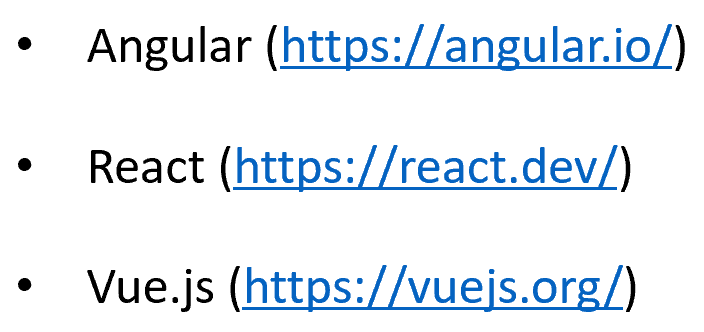 • Angular (https://angular.io/)
• React (https://react.dev/)
• Vue.js (https://vuejs.org/)